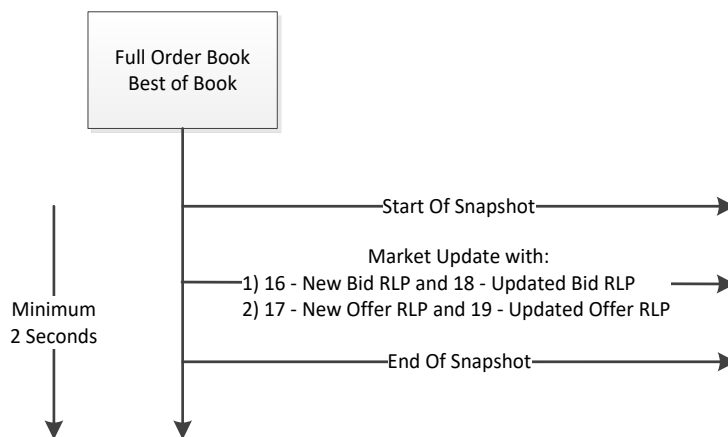 Full Order Book
Best of Book
Start Of Snapshot
Market Update with:
1) 16 - New Bid RLP and 18 - Updated Bid RLP
2) 17 - New Offer RLP and 19 - Updated Offer RLP
Minimum
2 Seconds
End Of Snapshot